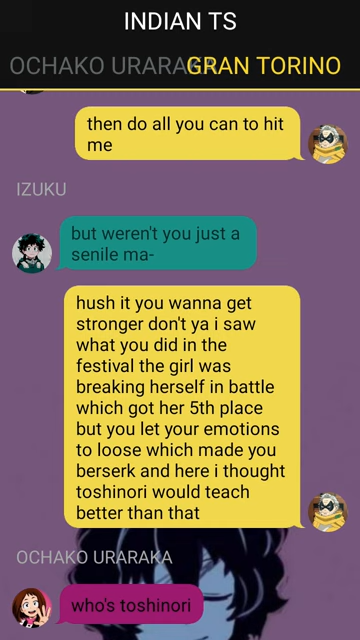 INDIAN TS
OCHAKO URARAKA GRAN TORINO
then do all you can to hit
me
IZUKU
but weren't you just a
senile ma-
hush it you wanna get
stronger don't ya i saw
what you did in the
festival the girl was
breaking herself in battle
which got her 5th place
but you let your emotions
to loose which made you
berserk and here i thought
toshinori would teach
better than that
OCHAKO URARAKA
who's toshinori